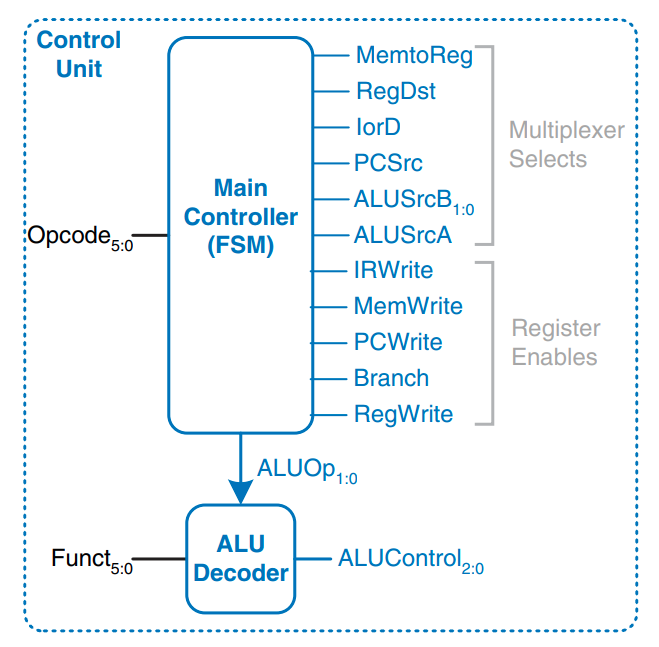 Control
Unit
MemtoReg
RegDst
IorD
PCSrc
ALUSrcB1:0
ALUSrcA
Multiplexer
Selects
Main
Controller
(FSM)
Opcode5:0
IRWrite
MemWrite
PCWrite
Branch
RegWrite
Register
Enables
ALUOp1:0
Funct5:0
ALU
Decoder
ALUControl2:0